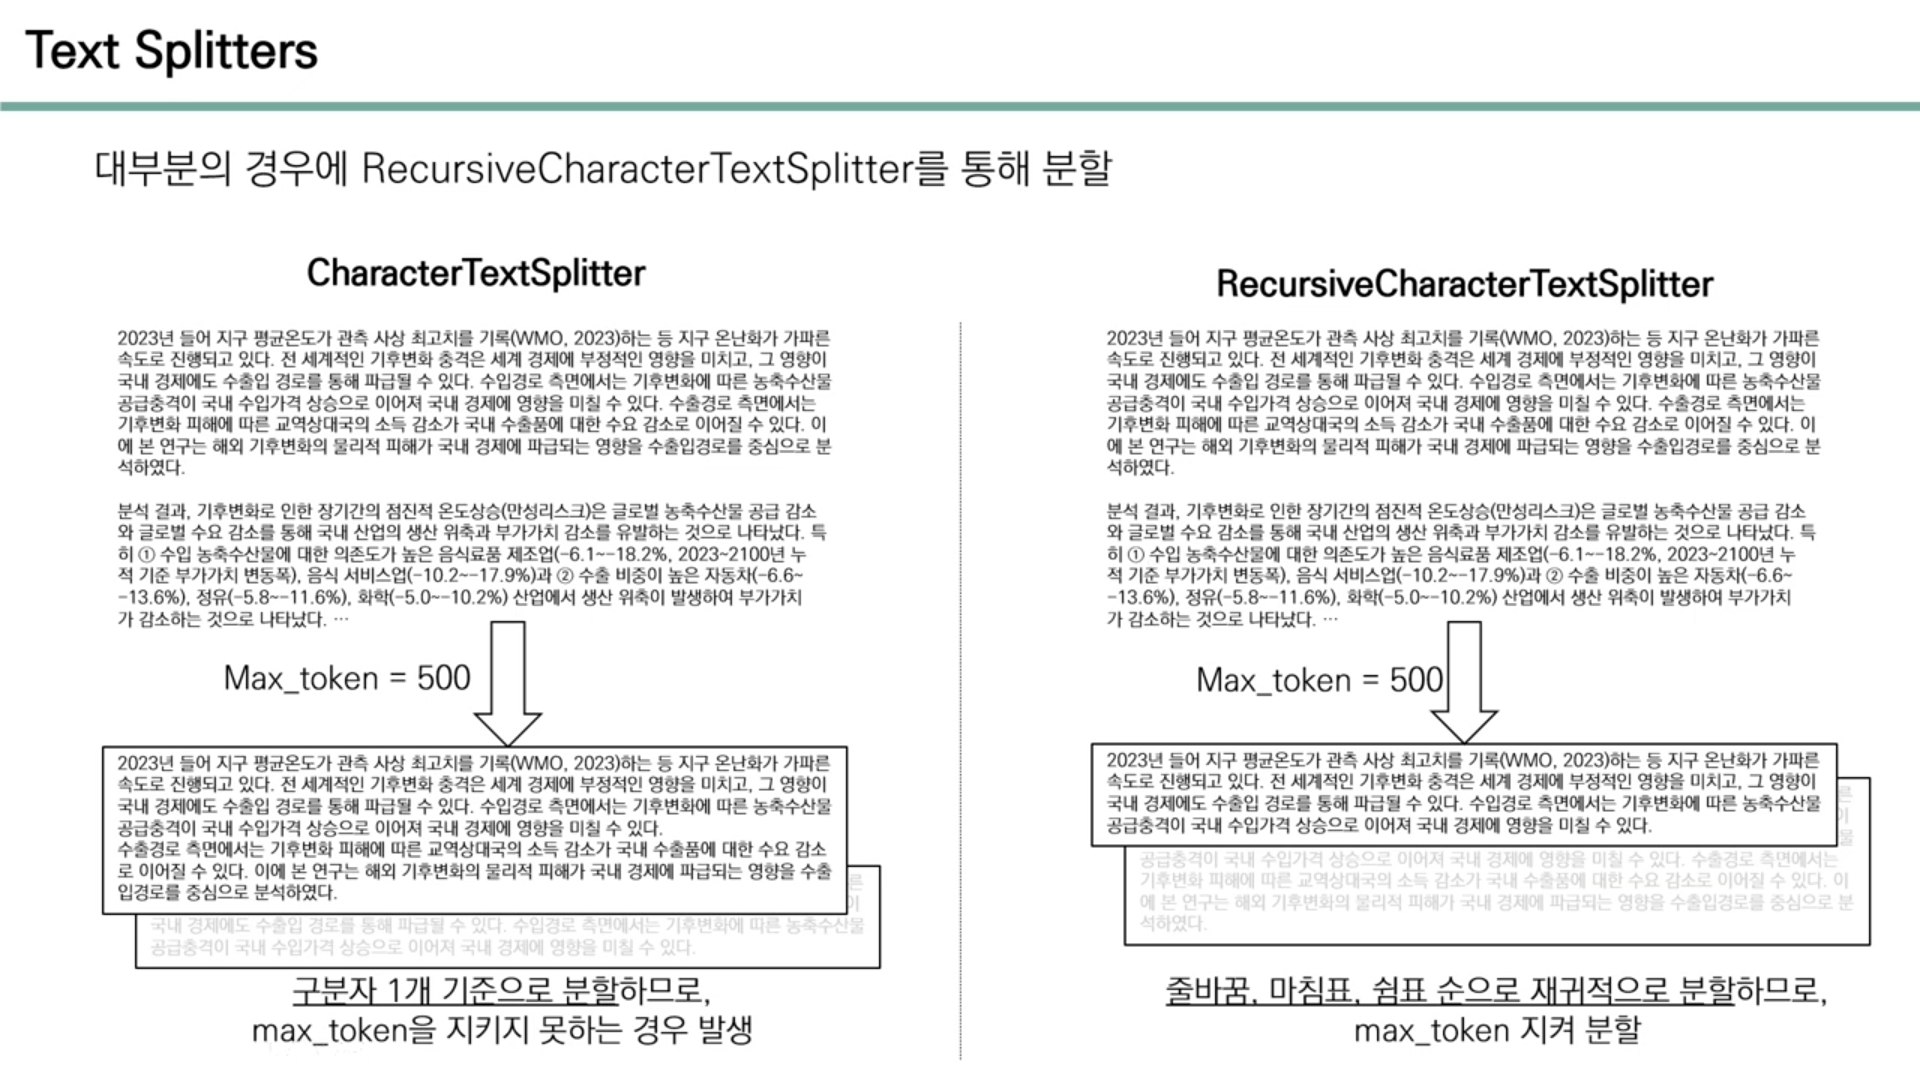 Text Splitters
대부분의 경우에 RecursiveCharacterTextSplitter를 통해 분할
CharacterTextSplitter
2023년 들어 지구 평균온도가 관측 사상 최고치를 기록(WMO, 2023)하는 등 지구 온난화가 가파른
속도로 진행되고 있다. 전 세계적인 기후변화 충격은 세계 경제에 부정적인 영향을 미치고, 그 영향이
국내 경제에도 수출입 경로를 통해 파급될 수 있다. 수입경로 측면에서는 기후변화에 따른 농축수산물
공급충격이 국내 수입가격 상승으로 이어져 국내 경제에 영향을 미칠 수 있다. 수출경로 측면에서는
기후변화 피해에 따른 교역상대국의 소득 감소가 국내 수출품에 대한 수요 감소로 이어질 수 있다. 이
에 본 연구는 해외 기후변화의 물리적 피해가 국내 경제에 파급되는 영향을 수출입경로를 중심으로 분
석하였다.
분석 결과, 기후변화로 인한 장기간의 점진적 온도상승(만성리스크)은 글로벌 농축수산물 공급 감소
와 글로벌 수요 감소를 통해 국내 산업의 생산 위축과 부가가치 감소를 유발하는 것으로 나타났다. 특
히 ① 수입 농축수산물에 대한 의존도가 높은 음식료품 제조업(-6.1~-18.2%, 2023~2100년 누
적 기준 부가가치 변동폭), 음식 서비스업(-10.2~-17.9%)과 ② 수출 비중이 높은 자동차(-6.6~
-13.6%), 정유(-5.8~-11.6%), 화학(-5.0~-10.2%) 산업에서 생산 위축이 발생하여 부가가치
가 감소하는 것으로 나타났다. …
Max_token = 500
2023년 들어 지구 평균온도가 관측 사상 최고치를 기록(WMO, 2023)하는 등 지구 온난화가 가파른
속도로 진행되고 있다. 전 세계적인 기후변화 충격은 세계 경제에 부정적인 영향을 미치고, 그 영향이
국내 경제에도 수출입 경로를 통해 파급될 수 있다. 수입경로 측면에서는 기후변화에 따른 농축수산물
공급충격이 국내 수입가격 상승으로 이어져 국내 경제에 영향을 미칠 수 있다.
수출경로 측면에서는 기후변화 피해에 따른 교역상대국의 소득 감소가 국내 수출품에 대한 수요 감소
로 이어질 수 있다. 이에 본 연구는 해외 기후변화의 물리적 피해가 국내 경제에 파급되는 영향을 수출
입경로를 중심으로 분석하였다.
른
이
국내 경제에도 수출입 경로를 통해 파급될 수 있다. 수입경로 측면에서는 기후변화에 따른 농축수산물
공급충격이 국내 수입가격 상승으로 이어져 국내 경제에 영향을 미칠 수 있다.
구분자 1개 기준으로 분할하므로,
max_token을 지키지 못하는 경우 발생
RecursiveCharacterTextSplitter
2023년 들어 지구 평균온도가 관측 사상 최고치를 기록(WMO, 2023)하는 등 지구 온난화가 가파른
속도로 진행되고 있다. 전 세계적인 기후변화 충격은 세계 경제에 부정적인 영향을 미치고, 그 영향이
국내 경제에도 수출입 경로를 통해 파급될 수 있다. 수입경로 측면에서는 기후변화에 따른 농축수산물
공급충격이 국내 수입가격 상승으로 이어져 국내 경제에 영향을 미칠 수 있다. 수출경로 측면에서는
기후변화 피해에 따른 교역상대국의 소득 감소가 국내 수출품에 대한 수요 감소로 이어질 수 있다. 이
에 본 연구는 해외 기후변화의 물리적 피해가 국내 경제에 파급되는 영향을 수출입경로를 중심으로 분
석하였다.
분석 결과, 기후변화로 인한 장기간의 점진적 온도상승(만성리스크)은 글로벌 농축수산물 공급 감소
와 글로벌 수요 감소를 통해 국내 산업의 생산 위축과 부가가치 감소를 유발하는 것으로 나타났다. 특
히 ① 수입 농축수산물에 대한 의존도가 높은 음식료품 제조업(-6.1~-18.2%, 2023~2100년 누
적 기준 부가가치 변동폭), 음식 서비스업(-10.2~-17.9%)과 ② 수출 비중이 높은 자동차(-6.6~
-13.6%), 정유(-5.8~-11.6%), 화학(-5.0~-10.2%) 산업에서 생산 위축이 발생하여 부가가치
가 감소하는 것으로 나타났다. …
Max_token = 500
2023년 들어 지구 평균온도가 관측 사상 최고치를 기록(WMO, 2023)하는 등 지구 온난화가 가파른
속도로 진행되고 있다. 전 세계적인 기후변화 충격은 세계 경제에 부정적인 영향을 미치고, 그 영향이
국내 경제에도 수출입 경로를 통해 파급될 수 있다. 수입경로 측면에서는 기후변화에 따른 농축수산물
공급충격이 국내 수입가격 상승으로 이어져 국내 경제에 영향을 미칠 수 있다.
른
이
물
공급충격이 국내 수입가격 상승으로 이어져 국내 경제에 영향을 미칠 수 있다. 수출경로 측면에서는
기후변화 피해에 따른 교역상대국의 소득 감소가 국내 수출품에 대한 수요 감소로 이어질 수 있다. 이
에 본 연구는 해외 기후변화의 물리적 피해가 국내 경제에 파급되는 영향을 수출입경로를 중심으로 분
석하였다.
줄바꿈, 마침표, 쉼표 순으로 재귀적으로 분할하므로,
max_token 지켜 분할